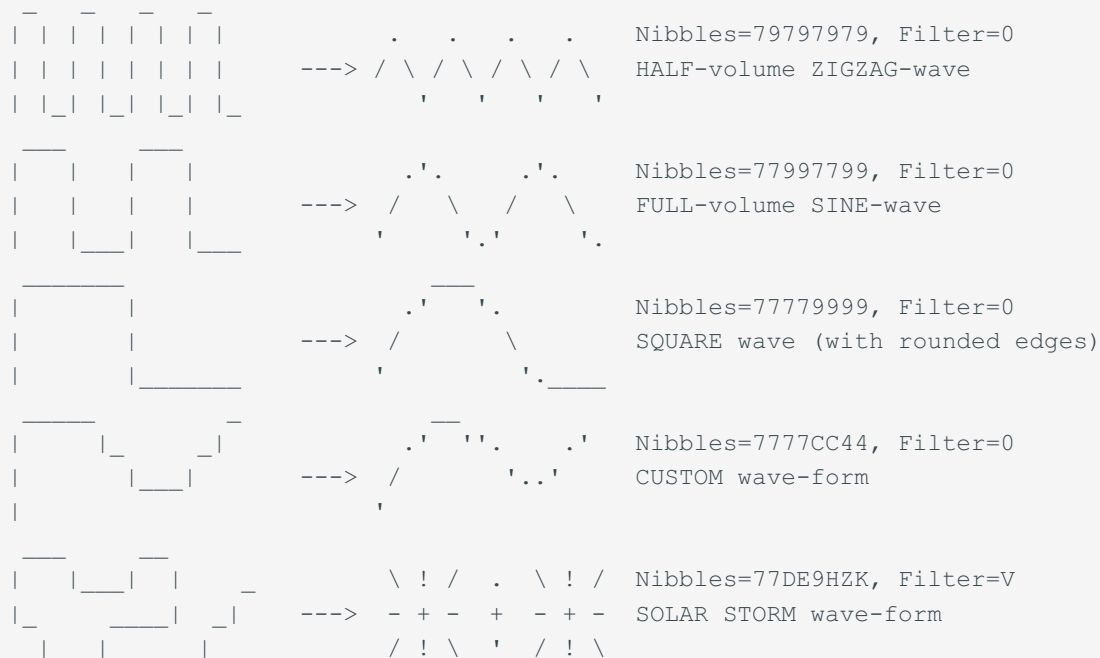 Nibbles=79797979, Filter=0
---> HALF-volume ZIGZAG-wave
Nibbles=77997799, Filter=0
---> FULL-volume SINE-wave
Nibbles=77779999, Filter=0
---> SQUARE wave (with rounded edges)
Nibbles=7777CC44, Filter=0
---> CUSTOM wave-form
Nibbles=77DE9HZK, Filter=V
---> SOLAR STORM wave-form